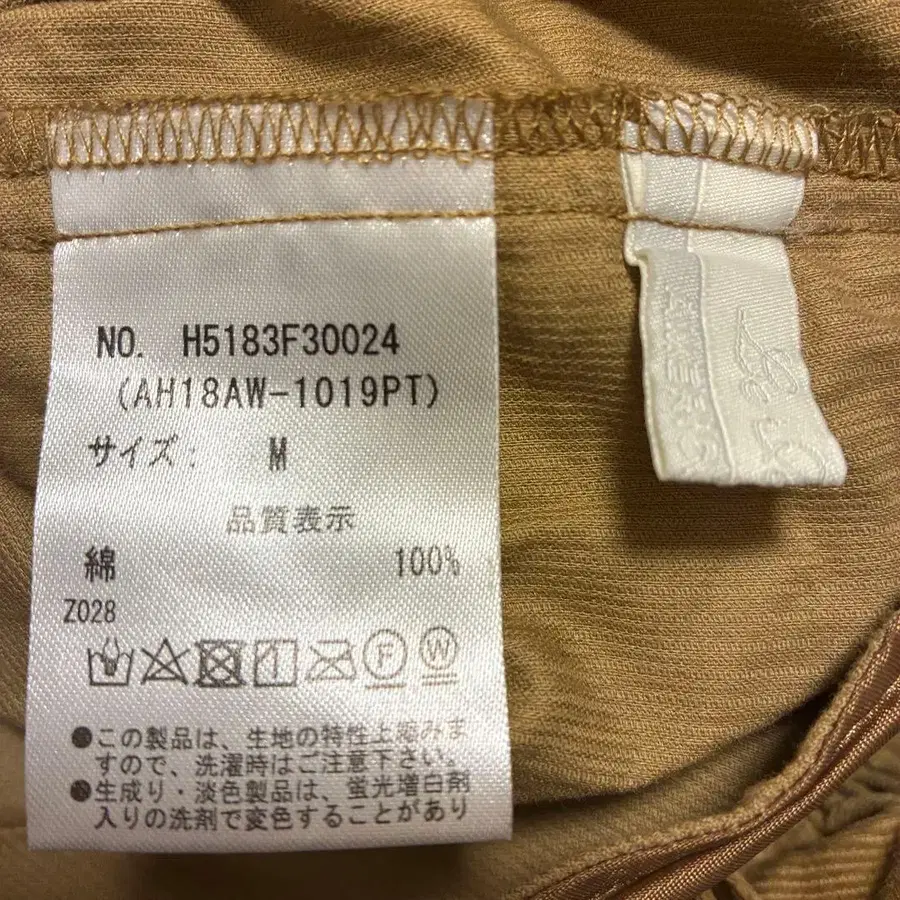 NO. H5183F30024
(AH18AW-1019PT)
サイズ: M
品質表示
綿 100%
Z028
●この製品は、生地の特性上縮みま
すので、洗濯時はご注意下さい。
●生成り・淡色製品は、蛍光増白剤
入りの洗剤で変色することがあり